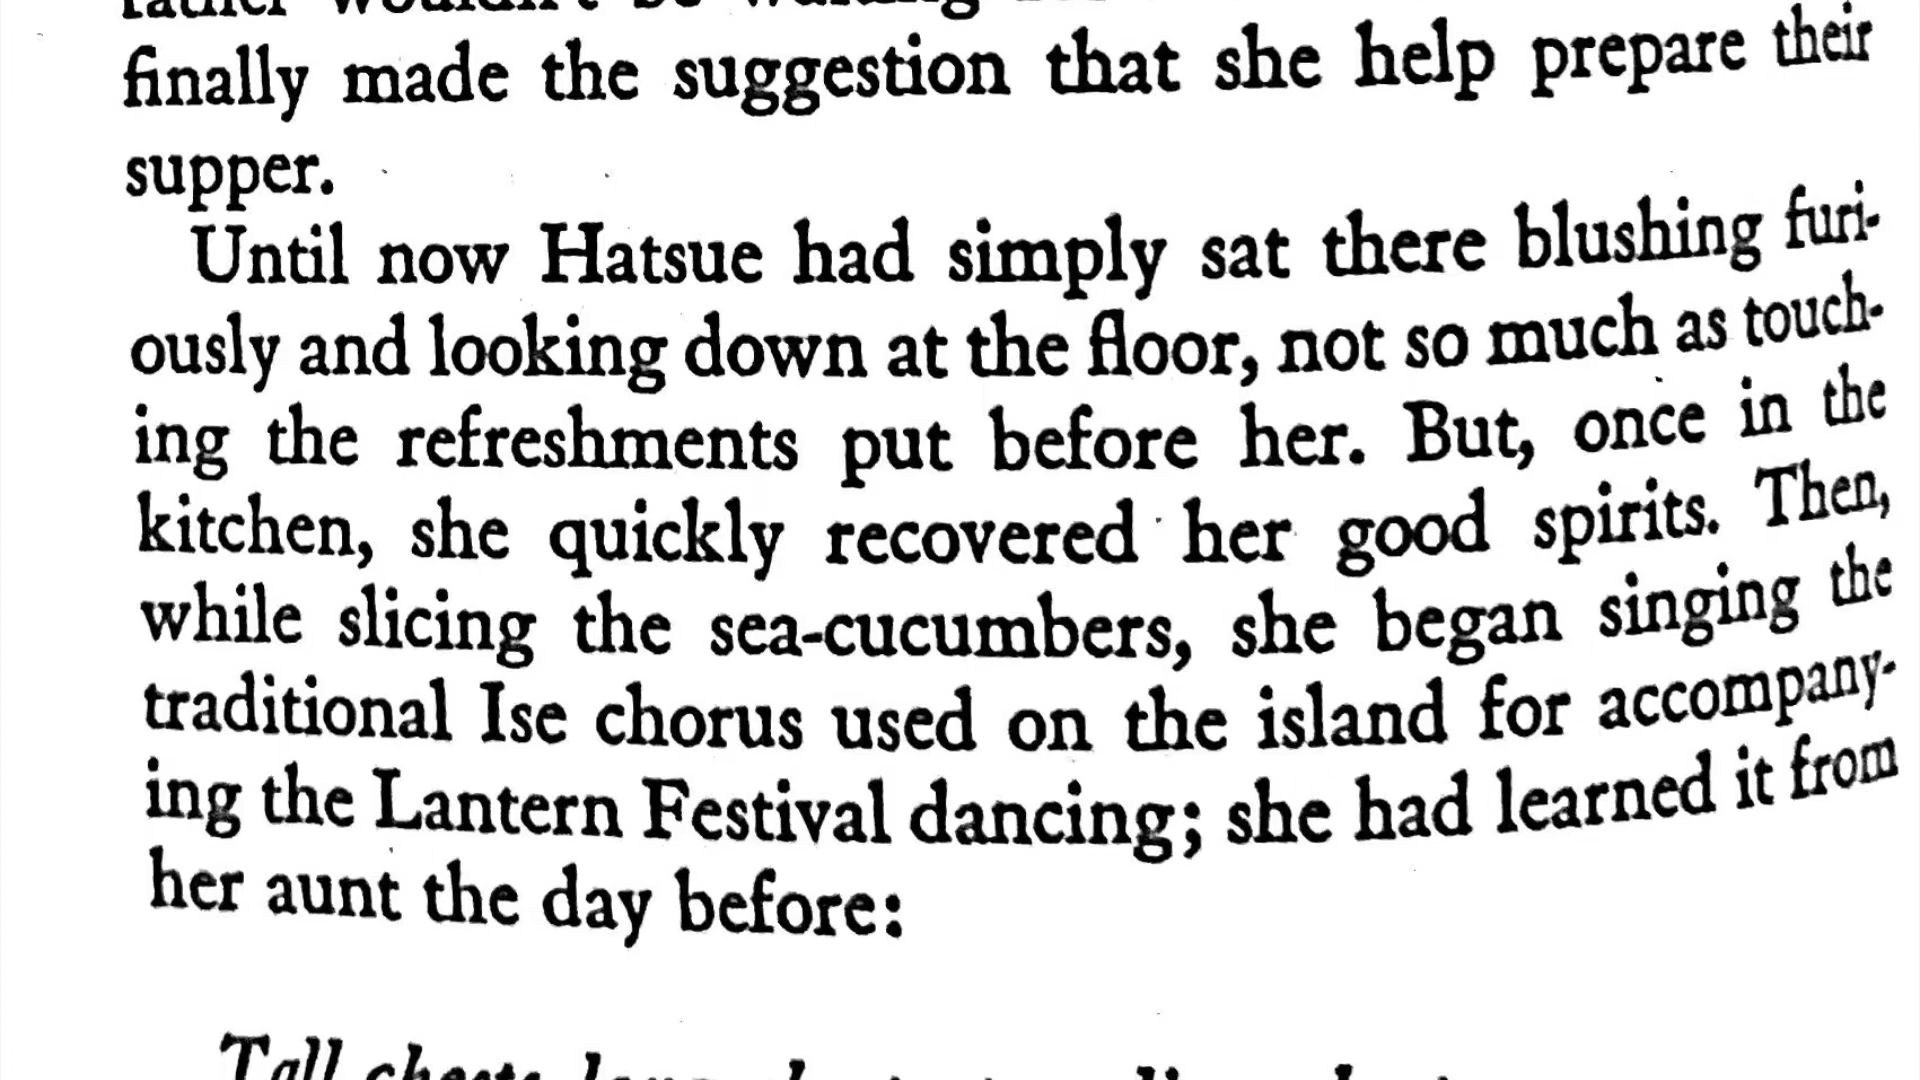 finally made the suggestion that she help prepare their
supper.
Until now Hatsue had simply sat there blushing furi-
ously and looking down at the floor, not so much as touch-
ing the refreshments put before her. But, once in the
kitchen, she quickly recovered her good spirits. Then,
while slicing the sea-cucumbers, she began singing the
traditional Ise chorus used on the island for accompany-
ing the Lantern Festival dancing; she had learned it from
her aunt the day before:
Tall